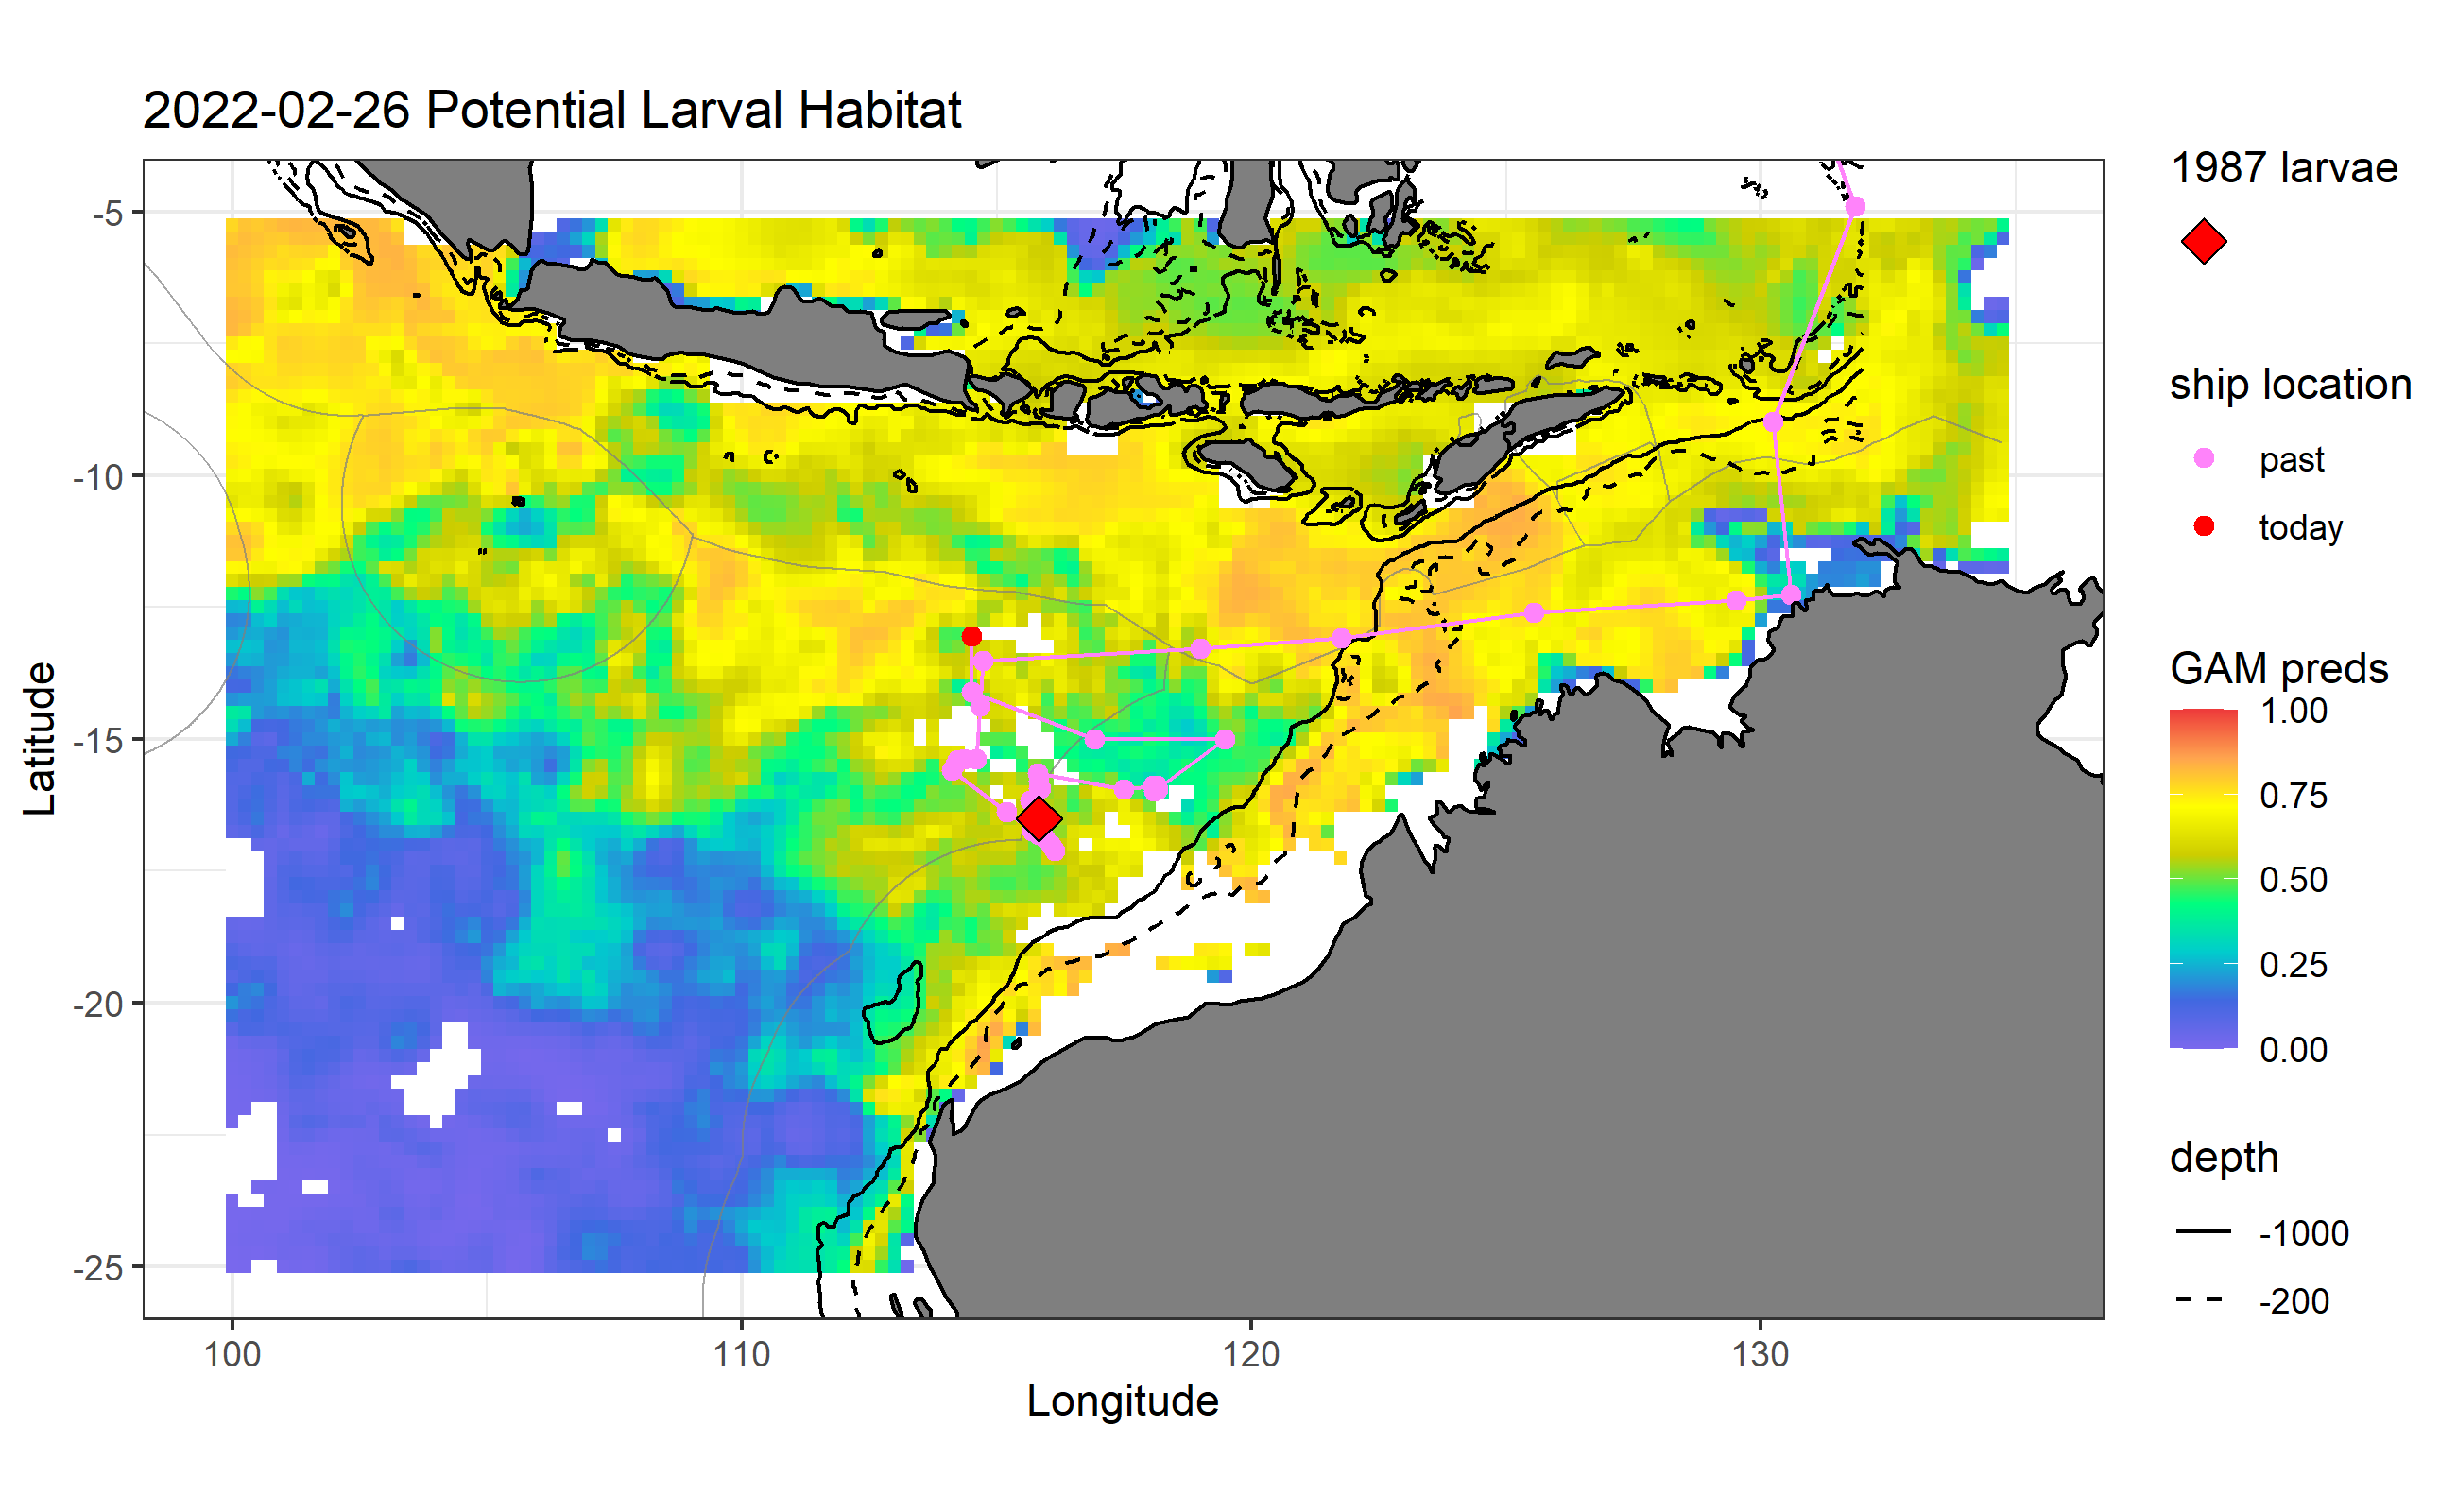 2022-02-26 Potential Larval Habitat
-5
-10
-15
-20
-25
Latitude
100
110
120
130
Longitude
1987 larvae
ship location
past
today
GAM preds
1.00
0.75
0.50
0.25
0.00
depth
-1000
-200